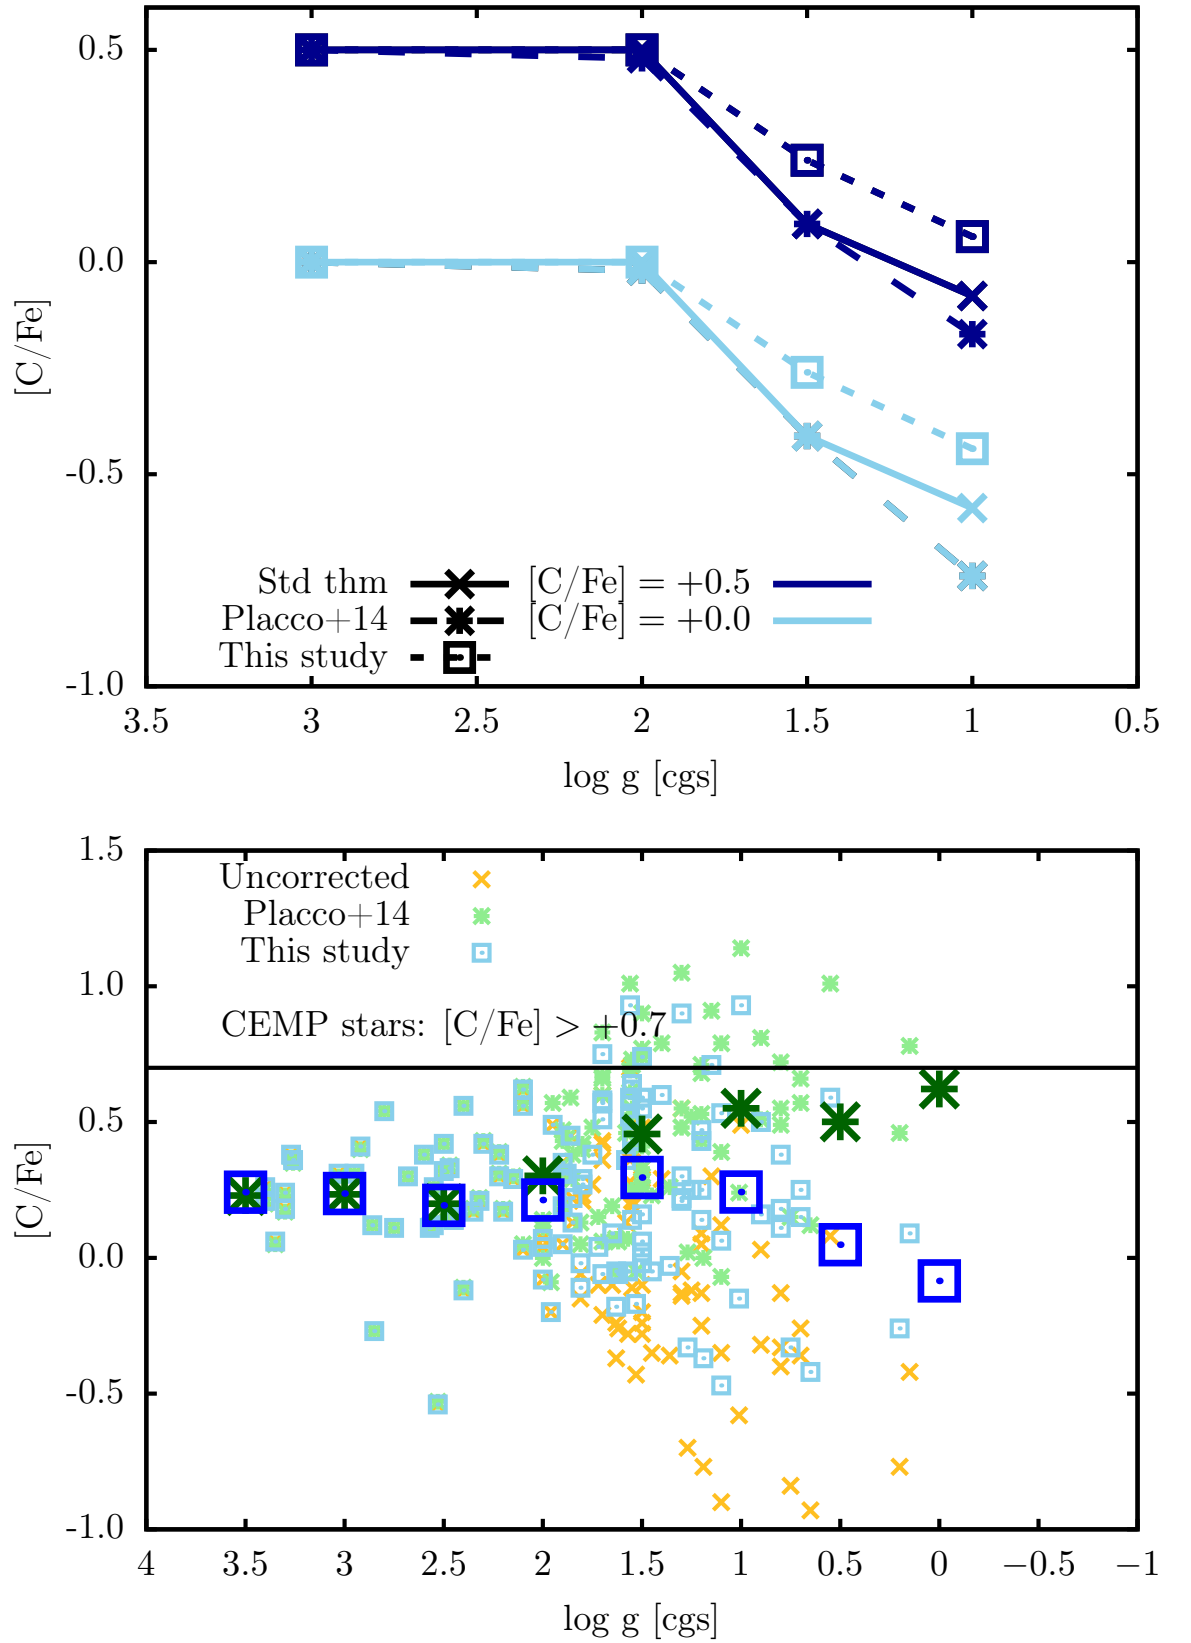 0.5
0.0
-0.5
-1.0
[C/Fe]
Std thm
Placco+14
This study
[C/Fe] = +0.5
[C/Fe] = +0.0
3.5 3 2.5 2 1.5 1 0.5
log g [cgs]
1.5
1.0
0.5
0.0
-0.5
-1.0
[C/Fe]
Uncorrected
Placco+14
This study
CEMP stars: [C/Fe] > +0.7
4 3.5 3 2.5 2 1.5 1 0.5 0 −0.5 −1
log g [cgs]